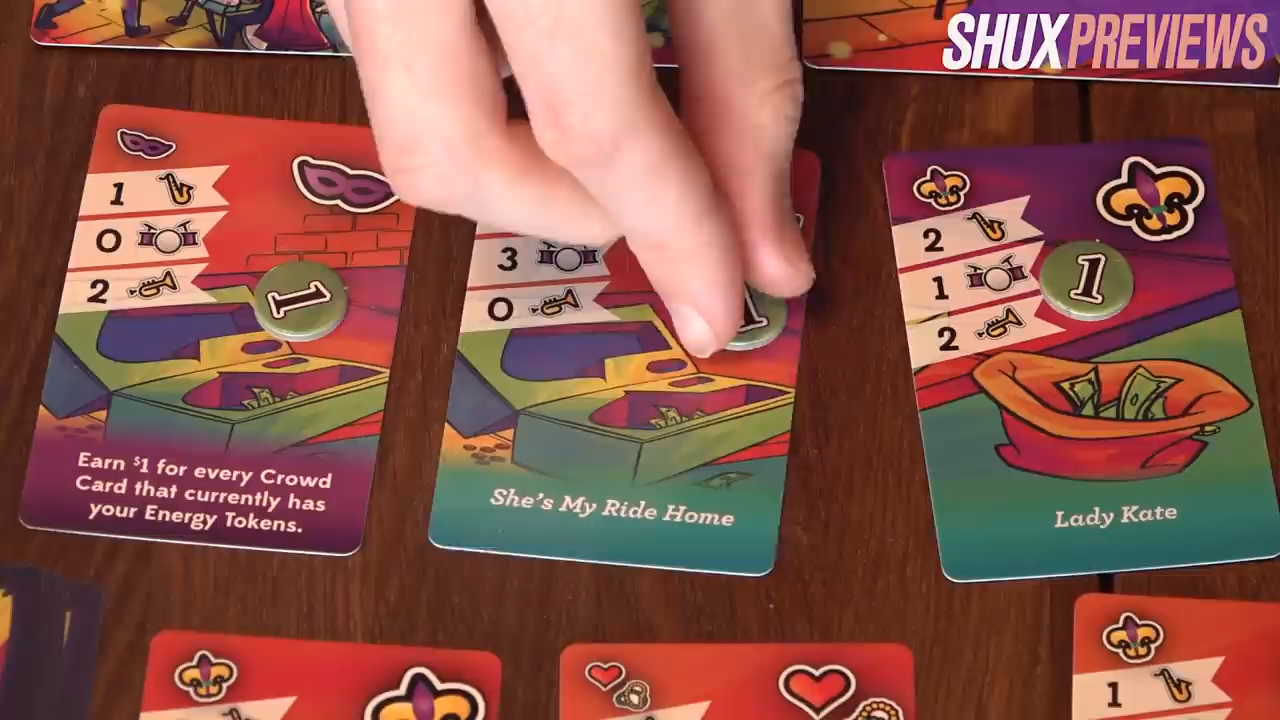 SHUXPREVIEWS
1
0
2
1
Earn $1 for every Crowd
Card that currently has
your Energy Tokens.
3
0
1
She's My Ride Home
2
1
2
1
Lady Kate
1